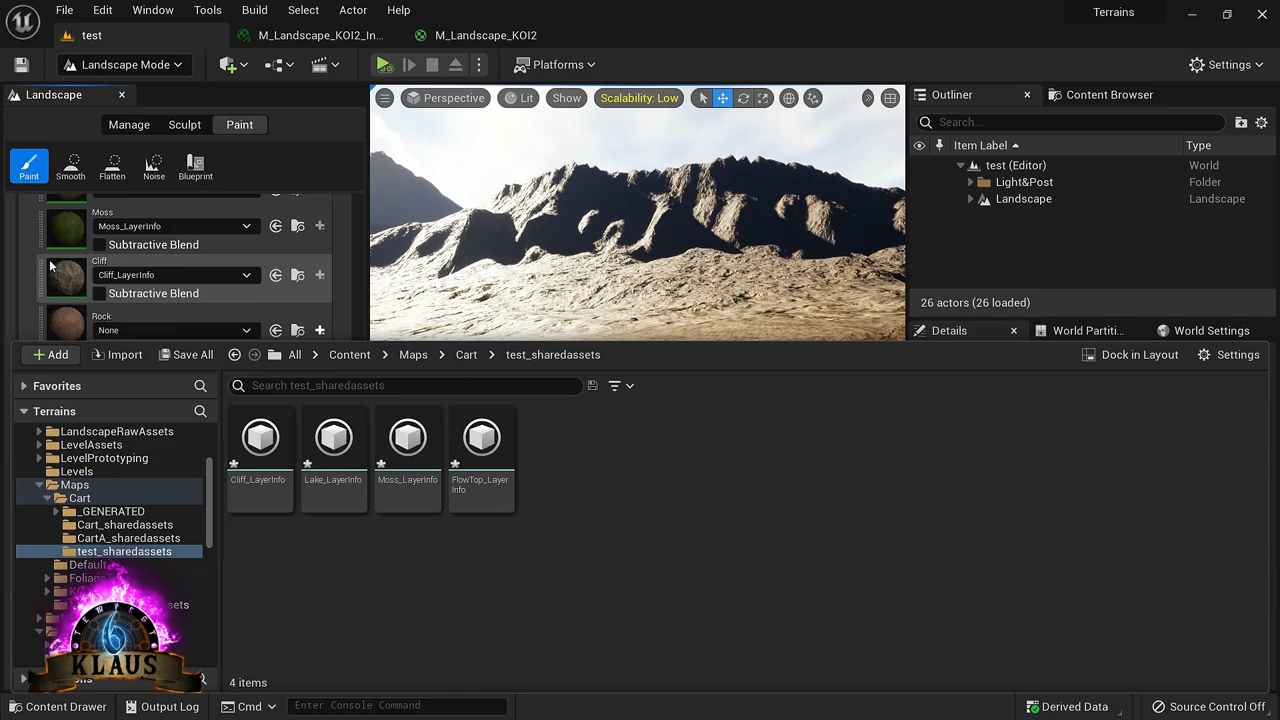 File Edit Window Tools Build Select Actor Help
Terrains
test
M_Landscape_KOI2_In...
M_Landscape_KOI2
Landscape Mode
Platforms
Settings
Landscape
Perspective
Lit
Show
Scalability: Low
Outliner
Content Browser
Manage
Sculpt
Paint
Search...
Item Label
Type
Paint
Smooth
Flatten
Noise
Blueprint
test (Editor)
World
Light&Post
Folder
Landscape
Landscape
Moss
Moss_LayerInfo
Subtractive Blend
Cliff
Cliff_LayerInfo
Subtractive Blend
Rock
None
26 actors (26 loaded)
Details
World Partiti...
World Settings
Add
Import
Save All
All
Content
Maps
Cart
test_sharedassets
Dock in Layout
Settings
Favorites
Search test_sharedassets
Terrains
LandscapeRawAssets
LevelAssets
LevelPrototyping
Levels
Maps
Cart
_GENERATED
Cart_sharedassets
CartA_sharedassets
test_sharedassets
Default
Cliff_LayerInfo
Lake_LayerInfo
Moss_LayerInfo
FlowTop_Layer
Info
TEMPEST
KLAUS
4 items
Content Drawer
Output Log
Cmd
Enter Console Command
Derived Data
Source Control Off